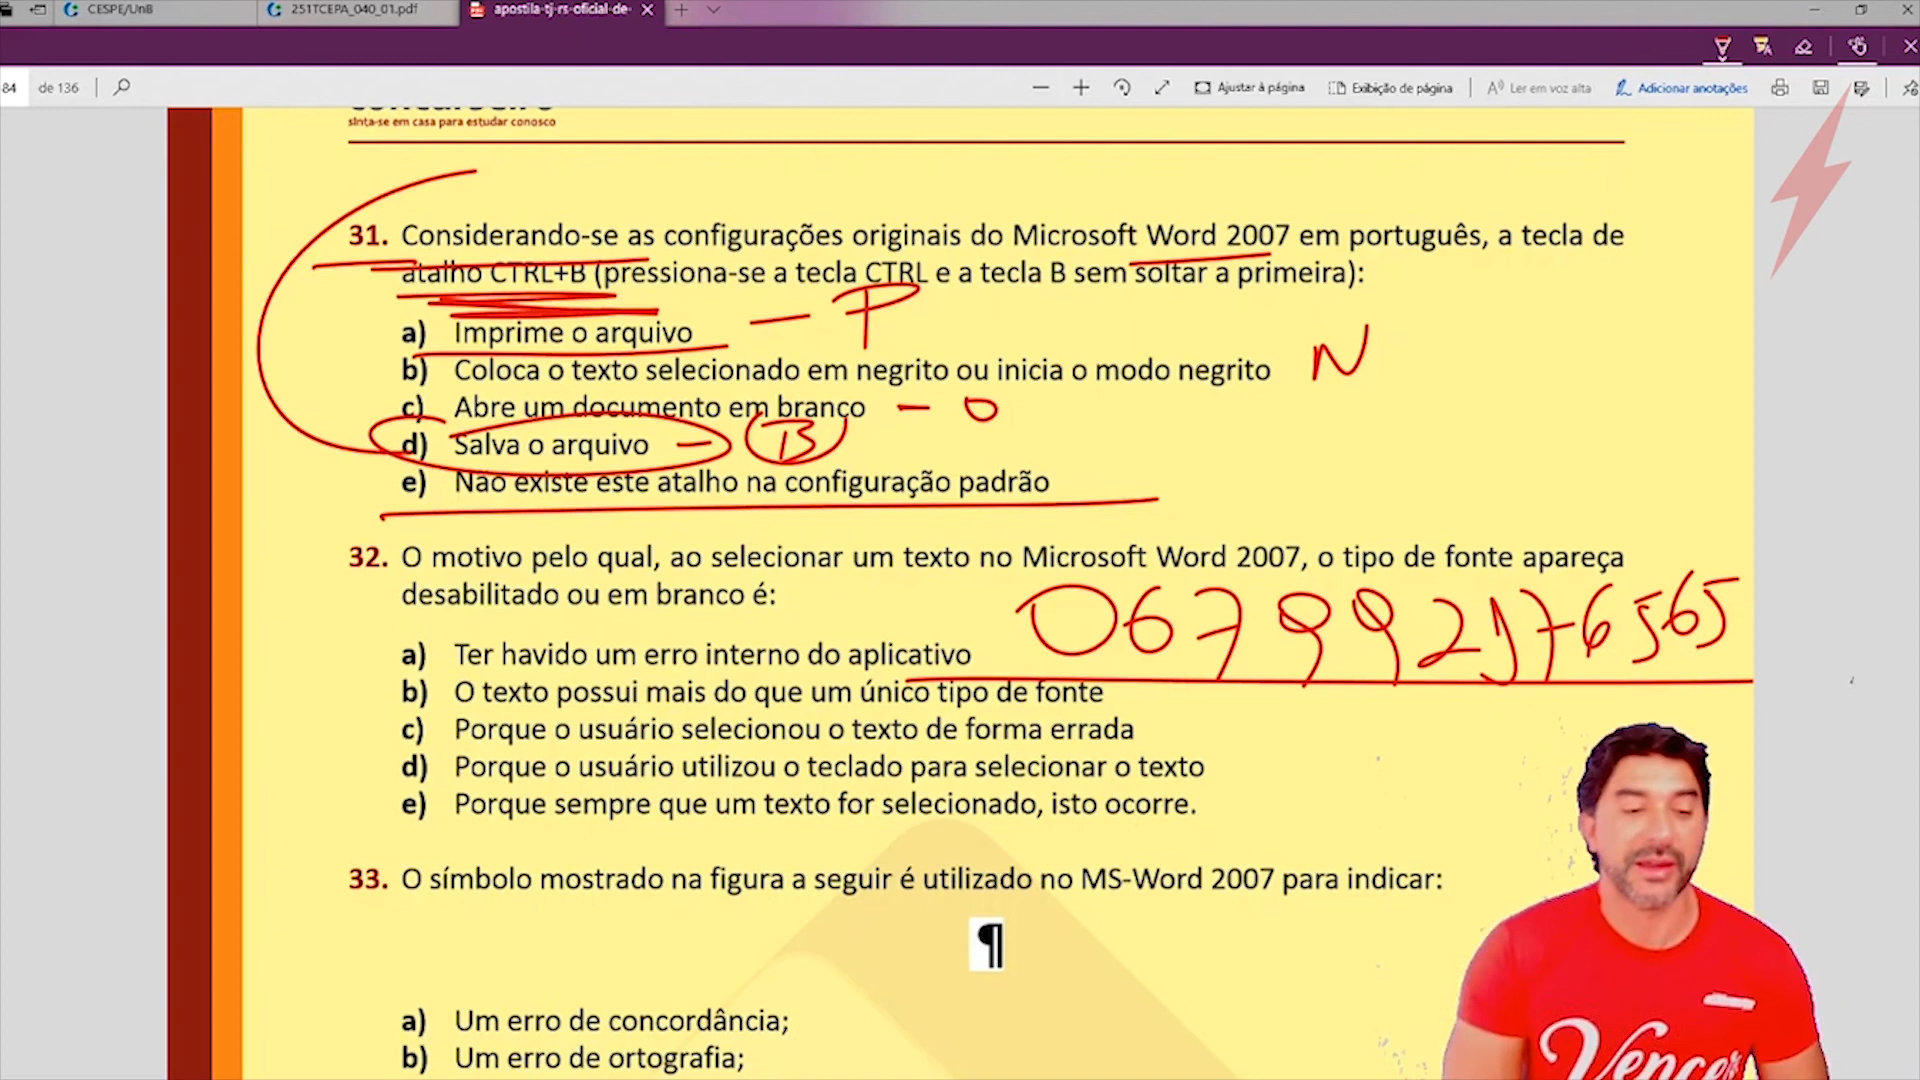 CESPE/UnB
251TCEPA_040_01.pdf
apostila-tj-rs-oficial-de-
84 de 136
Ajustar à página
Exibição de página
Ler em voz alta
Adicionar anotações
sinta-se em casa para estudar conosco
31. Considerando-se as configurações originais do Microsoft Word 2007 em português, a tecla de
atalho CTRL+B (pressiona-se a tecla CTRL e a tecla B sem soltar a primeira):
a) Imprime o arquivo — P
b) Coloca o texto selecionado em negrito ou inicia o modo negrito N
c) Abre um documento em branco — O
d) Salva o arquivo — B
e) Não existe este atalho na configuração padrão
32. O motivo pelo qual, ao selecionar um texto no Microsoft Word 2007, o tipo de fonte apareça
desabilitado ou em branco é:
a) Ter havido um erro interno do aplicativo
b) O texto possui mais do que um único tipo de fonte
c) Porque o usuário selecionou o texto de forma errada
d) Porque o usuário utilizou o teclado para selecionar o texto
e) Porque sempre que um texto for selecionado, isto ocorre.
33. O símbolo mostrado na figura a seguir é utilizado no MS-Word 2007 para indicar:
¶
a) Um erro de concordância;
b) Um erro de ortografia;